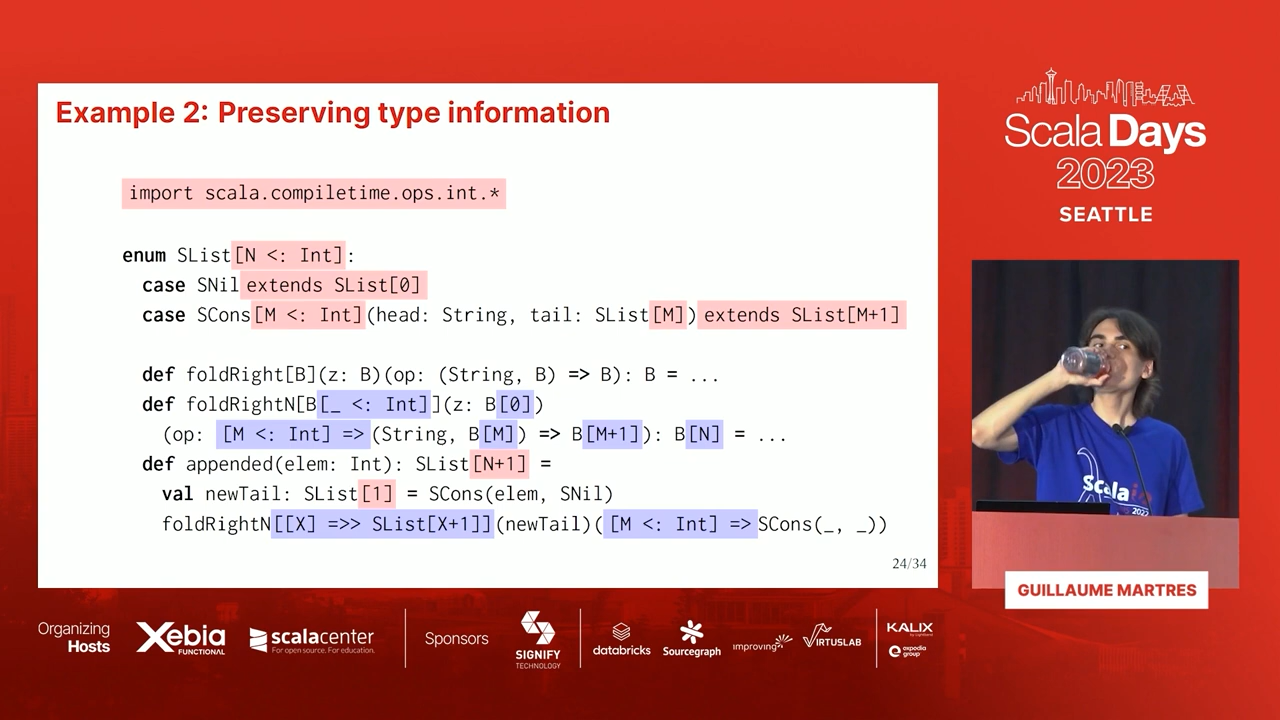 Example 2: Preserving type information
import scala.compiletime.ops.int.*
enum SList[N <: Int]:
case SNil extends SList[0]
case SCons[M <: Int](head: String, tail: SList[M]) extends SList[M+1]
def foldRight[B](z: B)(op: (String, B) => B): B = ...
def foldRightN[B[_ <: Int]](z: B[0])
(op: [M <: Int] => (String, B[M]) => B[M+1]): B[N] = ...
def appended(elem: Int): SList[N+1] =
val newTail: SList[1] = SCons(elem, SNil)
foldRightN[[X] =>> SList[X+1]](newTail)([M <: Int] => SCons(_, _))
24/34
Scala Days
2023
SEATTLE
scala
2022
GUILLAUME MARTRES
Organizing
Hosts
Xebia
FUNCTIONAL
scalacenter
For open source. For education.
Sponsors
SIGNIFY
TECHNOLOGY
databricks
Sourcegraph
improving
VIRTUSLAB
KALIX
expedia
group